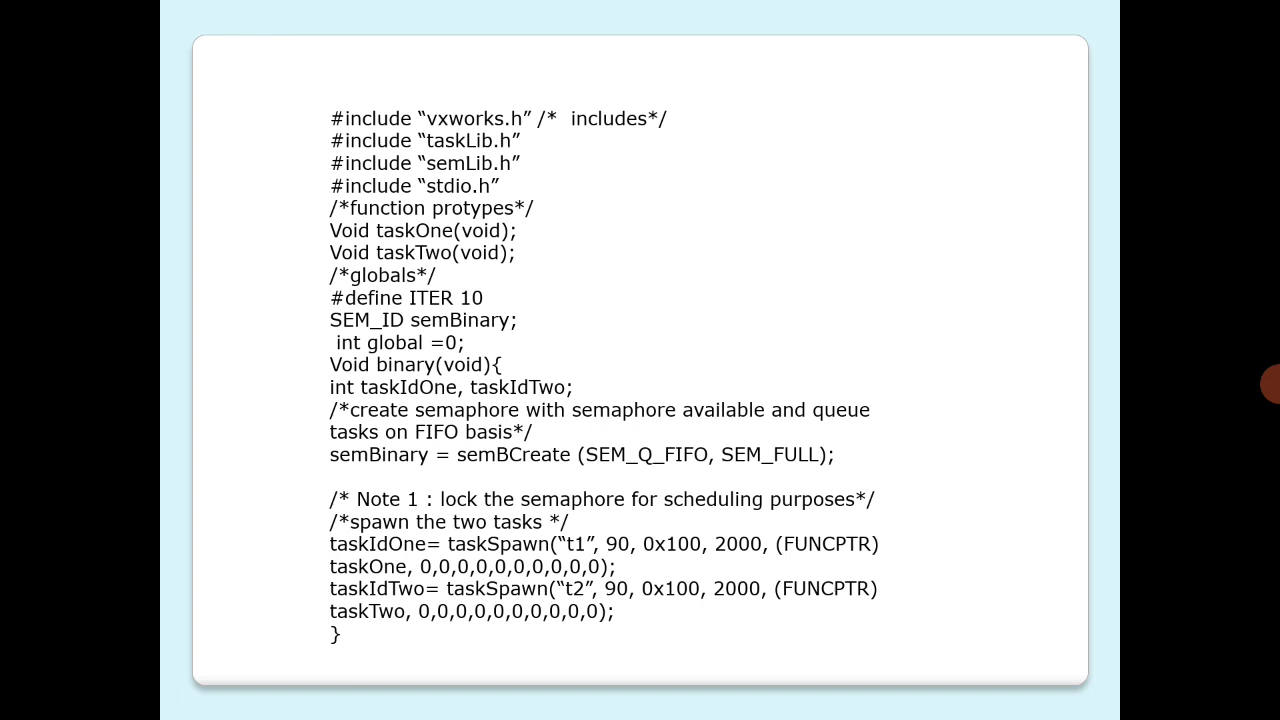 #include “vxworks.h” /*  includes*/
#include “taskLib.h”
#include “semLib.h”
#include “stdio.h”
/*function protypes*/
Void taskOne(void);
Void taskTwo(void);
/*globals*/
#define ITER 10
SEM_ID semBinary;
int global =0;
Void binary(void){
int taskIdOne, taskIdTwo;
/*create semaphore with semaphore available and queue
tasks on FIFO basis*/
semBinary = semBCreate (SEM_Q_FIFO, SEM_FULL);
/* Note 1 : lock the semaphore for scheduling purposes*/
/*spawn the two tasks */
taskIdOne= taskSpawn(“t1”, 90, 0x100, 2000, (FUNCPTR)
taskOne, 0,0,0,0,0,0,0,0,0,0);
taskIdTwo= taskSpawn(“t2”, 90, 0x100, 2000, (FUNCPTR)
taskTwo, 0,0,0,0,0,0,0,0,0,0);
}